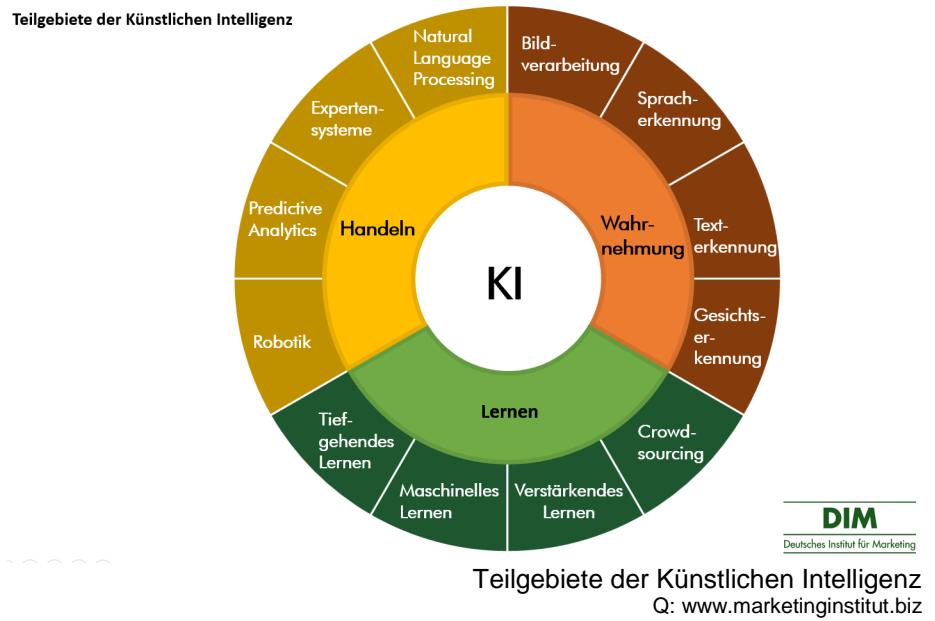 Teilgebiete der Künstlichen Intelligenz
Natural
Language
Processing
Bild-
verarbeitung
Experten-
systeme
Sprach-
erkennung
Predictive
Analytics
Handeln
Wahr-
nehmung
Text-
erkennung
KI
Robotik
Gesichts-
er-
kennung
Lernen
Tief-
gehendes
Lernen
Crowd-
sourcing
Maschinelles
Lernen
Verstärkendes
Lernen
DIM
Deutsches Institut für Marketing
Teilgebiete der Künstlichen Intelligenz
Q: www.marketinginstitut.biz